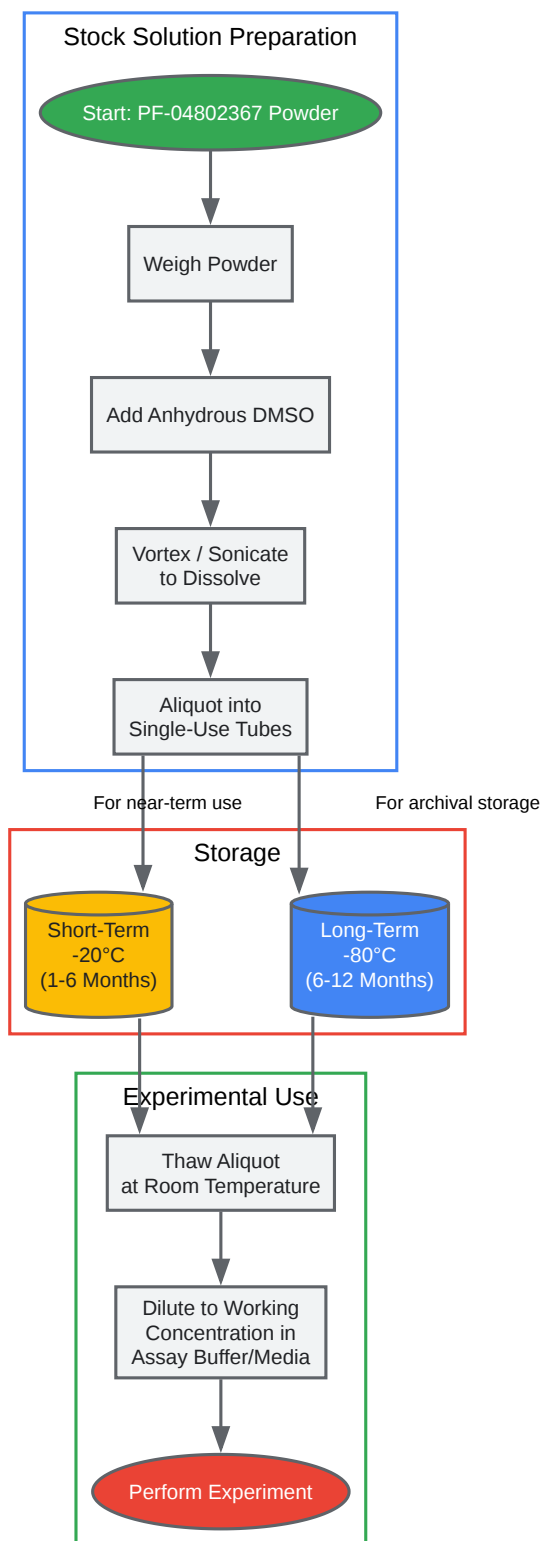 Stock Solution Preparation
Start: PF-04802367 Powder
Weigh Powder
Add Anhydrous DMSO
Vortex / Sonicate
to Dissolve
Aliquot into
Single-Use Tubes
For near-term use
For archival storage
Storage
Short-Term
-20°C
(1-6 Months)
Long-Term
-80°C
(6-12 Months)
Experimental Use
Thaw Aliquot
at Room Temperature
Dilute to Working
Concentration in
Assay Buffer/Media
Perform Experiment